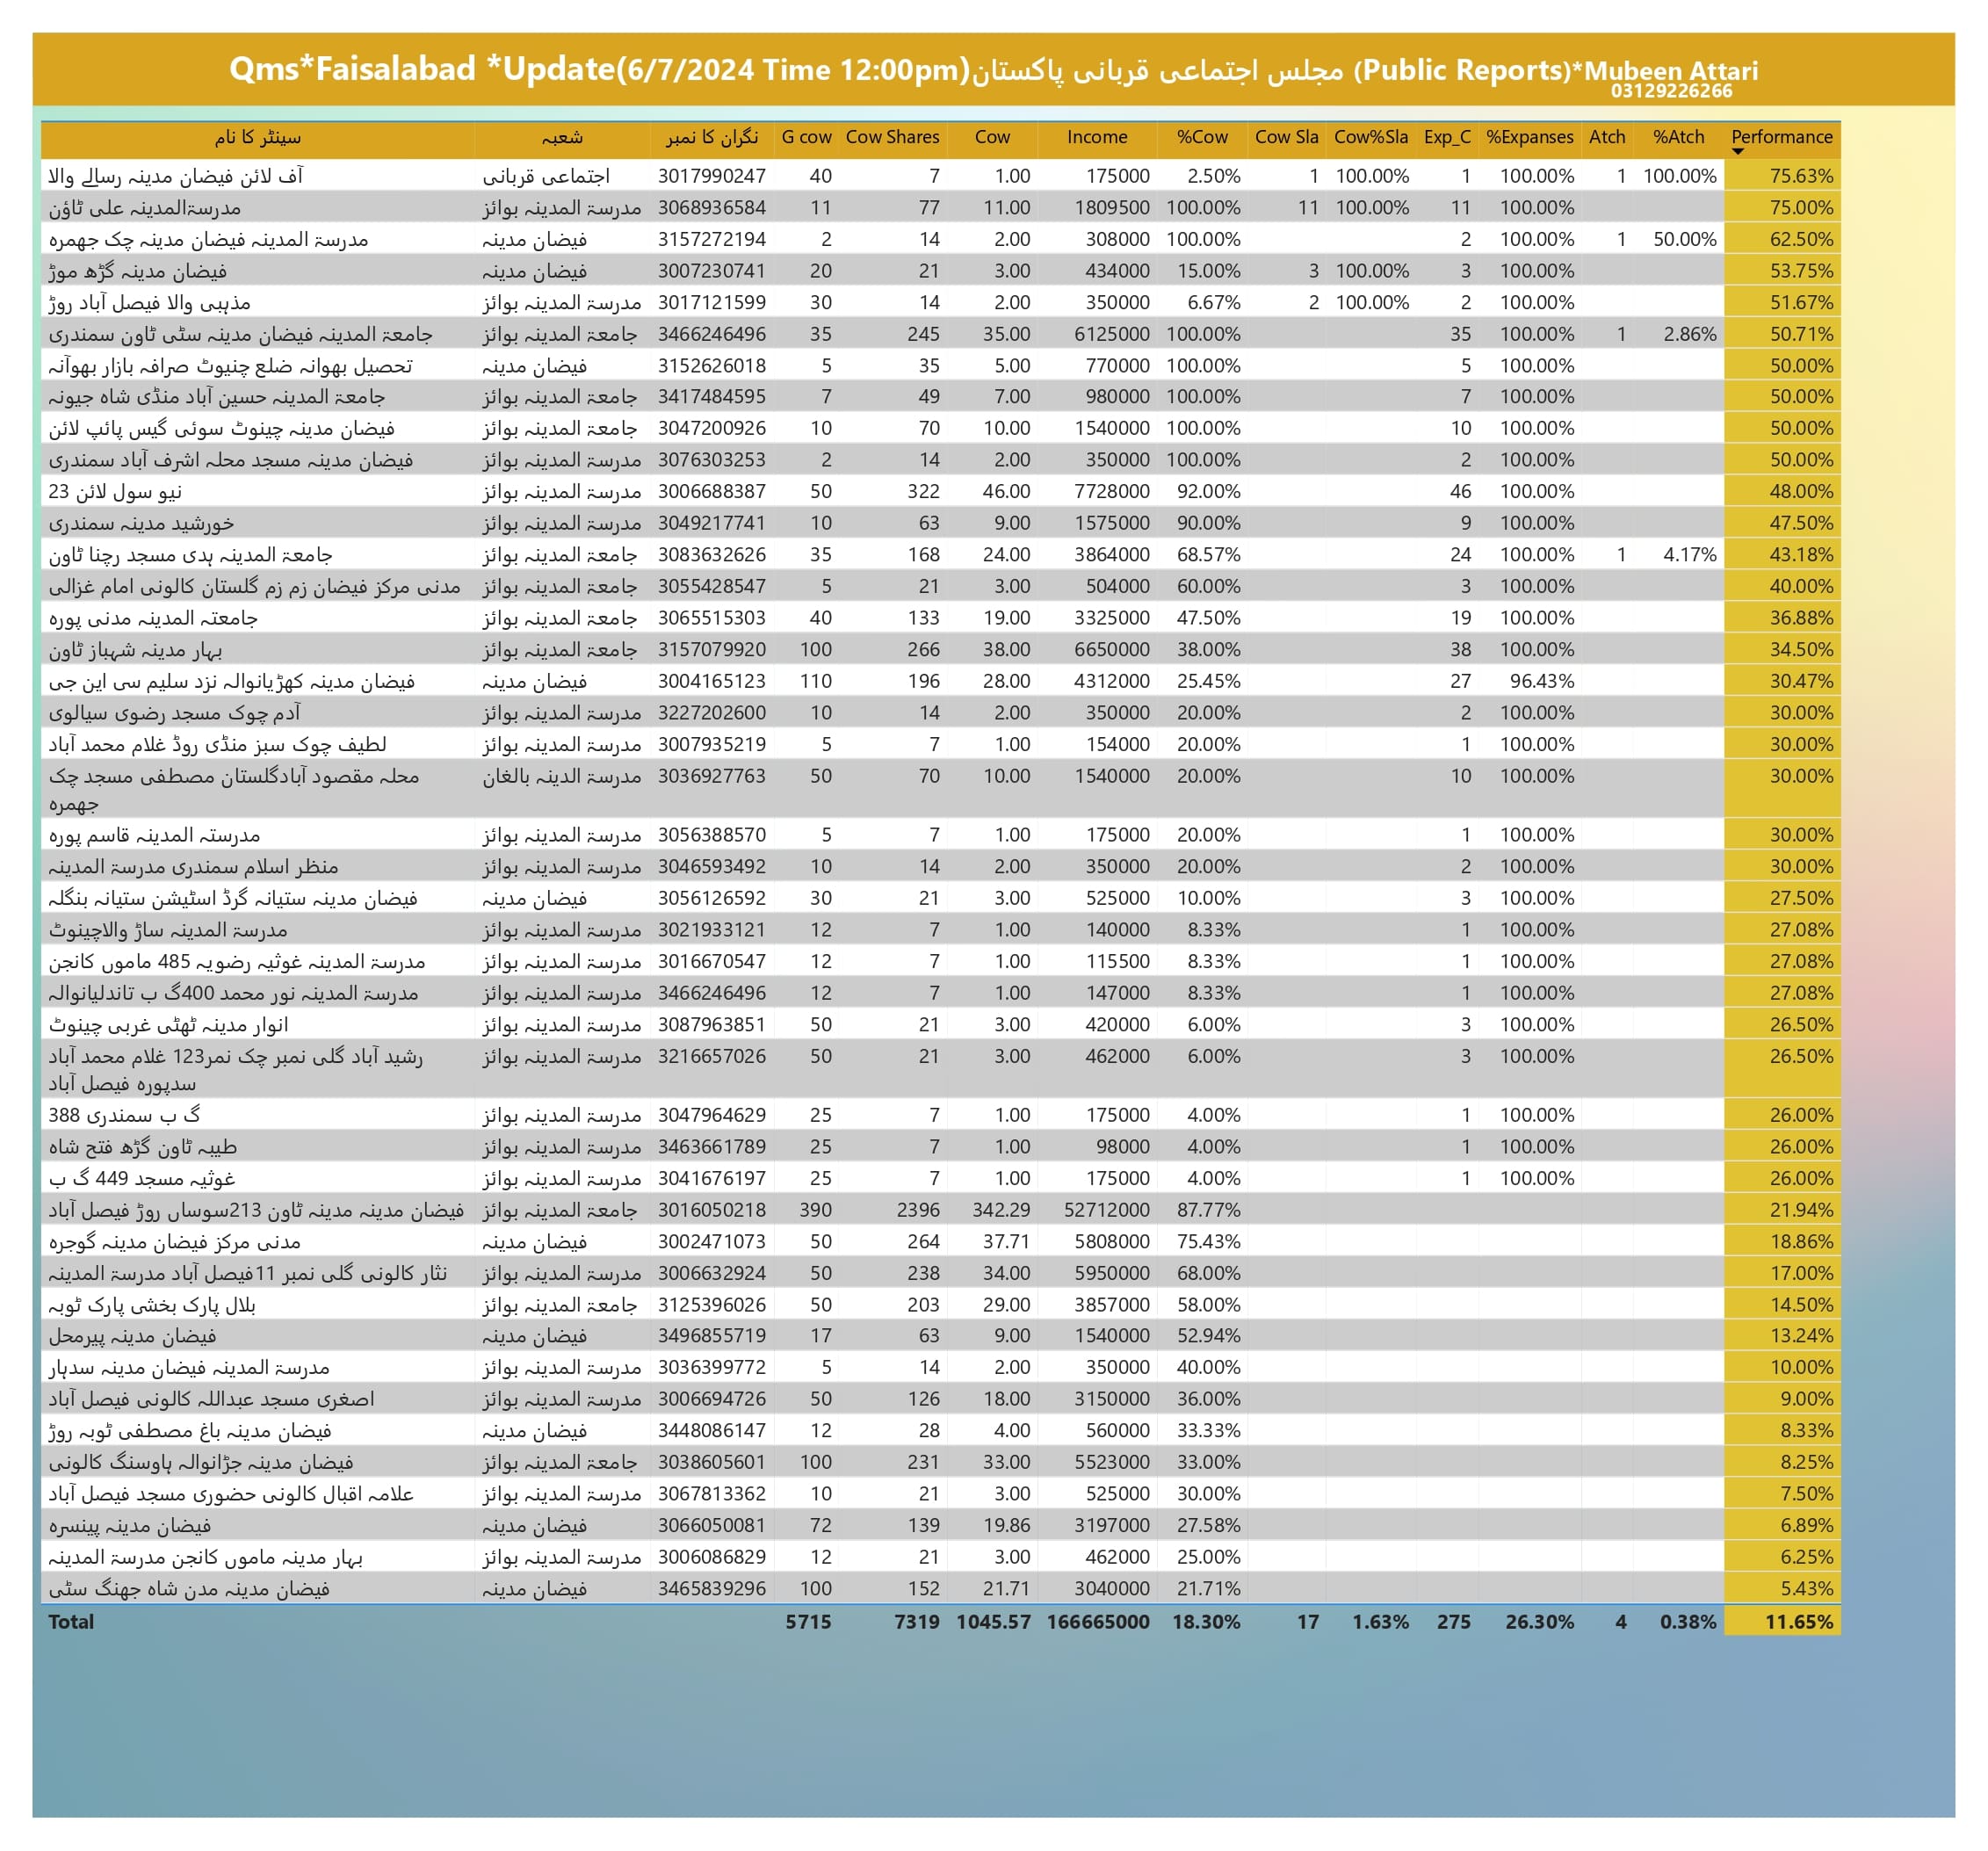 Qms*Faisalabad *Update(6/7/2024 Time 12:00pm)مجلس اجتماعی قربانی پاکستان (Public Reports)*Mubeen Attari
03129226266
سینٹر کا نام شعبہ نگران کا نمبر G cow Cow Shares Cow Income %Cow Cow Sla Cow%Sla Exp_C %Expanses Atch %Atch Performance
آف لائن فیضان مدینہ رسالے والا اجتماعی قربانی 3017990247 40 7 1.00 175000 2.50% 1 100.00% 1 100.00% 1 100.00% 75.63%
مدرسۃالمدینہ علی ٹاؤن مدرسۃ المدینہ بوائز 3068936584 11 77 11.00 1809500 100.00% 11 100.00% 11 100.00% 75.00%
مدرسۃ المدینہ فیضان مدینہ چک جھمرہ فیضان مدینہ 3157272194 2 14 2.00 308000 100.00% 2 100.00% 1 50.00% 62.50%
فیضان مدینہ گڑھ موڑ فیضان مدینہ 3007230741 20 21 3.00 434000 15.00% 3 100.00% 3 100.00% 53.75%
مذہبی والا فیصل آباد روڑ مدرسۃ المدینہ بوائز 3017121599 30 14 2.00 350000 6.67% 2 100.00% 2 100.00% 51.67%
جامعۃ المدینہ فیضان مدینہ سٹی ٹاون سمندری جامعۃ المدینہ بوائز 3466246496 35 245 35.00 6125000 100.00% 35 100.00% 1 2.86% 50.71%
تحصیل بھوانہ ضلع چنیوٹ صرافہ بازار بھوآنہ فیضان مدینہ 3152626018 5 35 5.00 770000 100.00% 5 100.00% 50.00%
جامعۃ المدینہ حسین آباد منڈی شاہ جیونہ جامعۃ المدینہ بوائز 3417484595 7 49 7.00 980000 100.00% 7 100.00% 50.00%
فیضان مدینہ چینوٹ سوئی گیس پائپ لائن جامعۃ المدینہ بوائز 3047200926 10 70 10.00 1540000 100.00% 10 100.00% 50.00%
فیضان مدینہ مسجد محلہ اشرف آباد سمندری مدرسۃ المدینہ بوائز 3076303253 2 14 2.00 350000 100.00% 2 100.00% 50.00%
نیو سول لائن 23 مدرسۃ المدینہ بوائز 3006688387 50 322 46.00 7728000 92.00% 46 100.00% 48.00%
خورشید مدینہ سمندری مدرسۃ المدینہ بوائز 3049217741 10 63 9.00 1575000 90.00% 9 100.00% 47.50%
جامعۃ المدینہ ہدی مسجد رچنا ٹاون جامعۃ المدینہ بوائز 3083632626 35 168 24.00 3864000 68.57% 24 100.00% 1 4.17% 43.18%
مدنی مرکز فیضان زم زم گلستان کالونی امام غزالی جامعۃ المدینہ بوائز 3055428547 5 21 3.00 504000 60.00% 3 100.00% 40.00%
جامعتہ المدینہ مدنی پورہ جامعۃ المدینہ بوائز 3065515303 40 133 19.00 3325000 47.50% 19 100.00% 36.88%
بہار مدینہ شہباز ٹاون جامعۃ المدینہ بوائز 3157079920 100 266 38.00 6650000 38.00% 38 100.00% 34.50%
فیضان مدینہ کھڑیانوالہ نزد سلیم سی این جی فیضان مدینہ 3004165123 110 196 28.00 4312000 25.45% 27 96.43% 30.47%
آدم چوک مسجد رضوی سیالوی مدرسۃ المدینہ بوائز 3227202600 10 14 2.00 350000 20.00% 2 100.00% 30.00%
لطیف چوک سبز منڈی روڈ غلام محمد آباد مدرسۃ المدینہ بوائز 3007935219 5 7 1.00 154000 20.00% 1 100.00% 30.00%
محلہ مقصود آبادگلستان مصطفی مسجد چک مدرسۃ الدینہ بالغان 3036927763 50 70 10.00 1540000 20.00% 10 100.00% 30.00%
جھمرہ
مدرستہ المدینہ قاسم پورہ مدرسۃ المدینہ بوائز 3056388570 5 7 1.00 175000 20.00% 1 100.00% 30.00%
منظر اسلام سمندری مدرسۃ المدینہ مدرسۃ المدینہ بوائز 3046593492 10 14 2.00 350000 20.00% 2 100.00% 30.00%
فیضان مدینہ ستیانہ گرڈ اسٹیشن ستیانہ بنگلہ فیضان مدینہ 3056126592 30 21 3.00 525000 10.00% 3 100.00% 27.50%
مدرسۃ المدینہ ساڑ والاچینوٹ مدرسۃ المدینہ بوائز 3021933121 12 7 1.00 140000 8.33% 1 100.00% 27.08%
مدرسۃ المدینہ غوثیہ رضویہ 485 ماموں کانجن مدرسۃ المدینہ بوائز 3016670547 12 7 1.00 115500 8.33% 1 100.00% 27.08%
مدرسۃ المدینہ نور محمد 400گ ب تاندلیانوالہ مدرسۃ المدینہ بوائز 3466246496 12 7 1.00 147000 8.33% 1 100.00% 27.08%
انوار مدینہ ٹھٹی غربی چینوٹ مدرسۃ المدینہ بوائز 3087963851 50 21 3.00 420000 6.00% 3 100.00% 26.50%
رشید آباد گلی نمبر چک نمر123 غلام محمد آباد مدرسۃ المدینہ بوائز 3216657026 50 21 3.00 462000 6.00% 3 100.00% 26.50%
سدپورہ فیصل آباد
گ ب سمندری 388 مدرسۃ المدینہ بوائز 3047964629 25 7 1.00 175000 4.00% 1 100.00% 26.00%
طیبہ ٹاون گڑھ فتح شاہ مدرسۃ المدینہ بوائز 3463661789 25 7 1.00 98000 4.00% 1 100.00% 26.00%
غوثیہ مسجد 449 گ ب مدرسۃ المدینہ بوائز 3041676197 25 7 1.00 175000 4.00% 1 100.00% 26.00%
فیضان مدینہ مدینہ ٹاون 213سوساں روڑ فیصل آباد جامعۃ المدینہ بوائز 3016050218 390 2396 342.29 52712000 87.77% 21.94%
مدنی مرکز فیضان مدینہ گوجرہ فیضان مدینہ 3002471073 50 264 37.71 5808000 75.43% 18.86%
نثار کالونی گلی نمبر 11فیصل آباد مدرسۃ المدینہ مدرسۃ المدینہ بوائز 3006632924 50 238 34.00 5950000 68.00% 17.00%
بلال پارک بخشی پارک ٹوبہ جامعۃ المدینہ بوائز 3125396026 50 203 29.00 3857000 58.00% 14.50%
فیضان مدینہ پیرمحل فیضان مدینہ 3496855719 17 63 9.00 1540000 52.94% 13.24%
مدرسۃ المدینہ فیضان مدینہ سدہار مدرسۃ المدینہ بوائز 3036399772 5 14 2.00 350000 40.00% 10.00%
اصغری مسجد عبداللہ کالونی فیصل آباد مدرسۃ المدینہ بوائز 3006694726 50 126 18.00 3150000 36.00% 9.00%
فیضان مدینہ باغ مصطفی ٹوبہ روڑ فیضان مدینہ 3448086147 12 28 4.00 560000 33.33% 8.33%
فیضان مدینہ جڑانوالہ ہاوسنگ کالونی جامعۃ المدینہ بوائز 3038605601 100 231 33.00 5523000 33.00% 8.25%
علامہ اقبال کالونی حضوری مسجد فیصل آباد مدرسۃ المدینہ بوائز 3067813362 10 21 3.00 525000 30.00% 7.50%
فیضان مدینہ پینسرہ فیضان مدینہ 3066050081 72 139 19.86 3197000 27.58% 6.89%
بہار مدینہ ماموں کانجن مدرسۃ المدینہ مدرسۃ المدینہ بوائز 3006086829 12 21 3.00 462000 25.00% 6.25%
فیضان مدینہ مدن شاہ جھنگ سٹی فیضان مدینہ 3465839296 100 152 21.71 3040000 21.71% 5.43%
Total 5715 7319 1045.57 166665000 18.30% 17 1.63% 275 26.30% 4 0.38% 11.65%